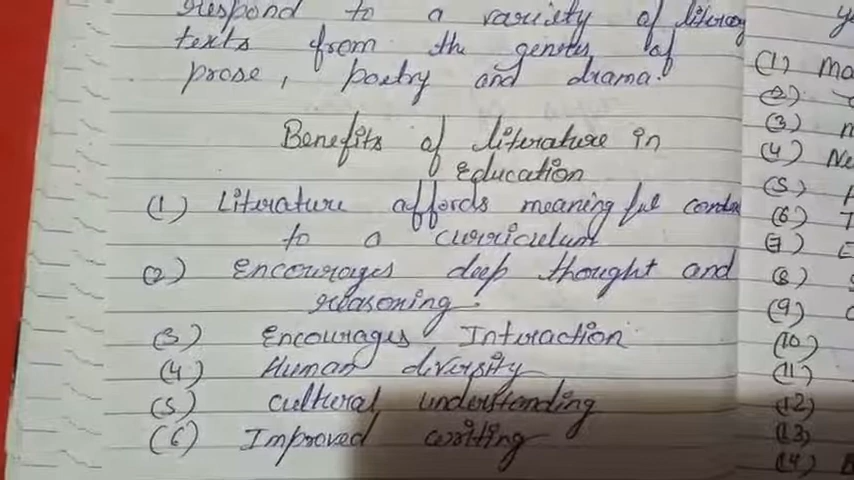 respond to a variety of literary
texts from the genres of
prose, poetry and drama.
Benefits of literature in
Education
(1) Literature affords meaningful
to a curriculum
(2) Encourages deep thought and
reasoning.
(3) Encourages Interaction
(4) Human diversity
(5) cultural understanding
(6) Improved writing
(1)
(2)
(3)
(4) Ne
(5)
(6)
(7)
(8)
(9)
(10)
(11)
(12)
(13)
(14)